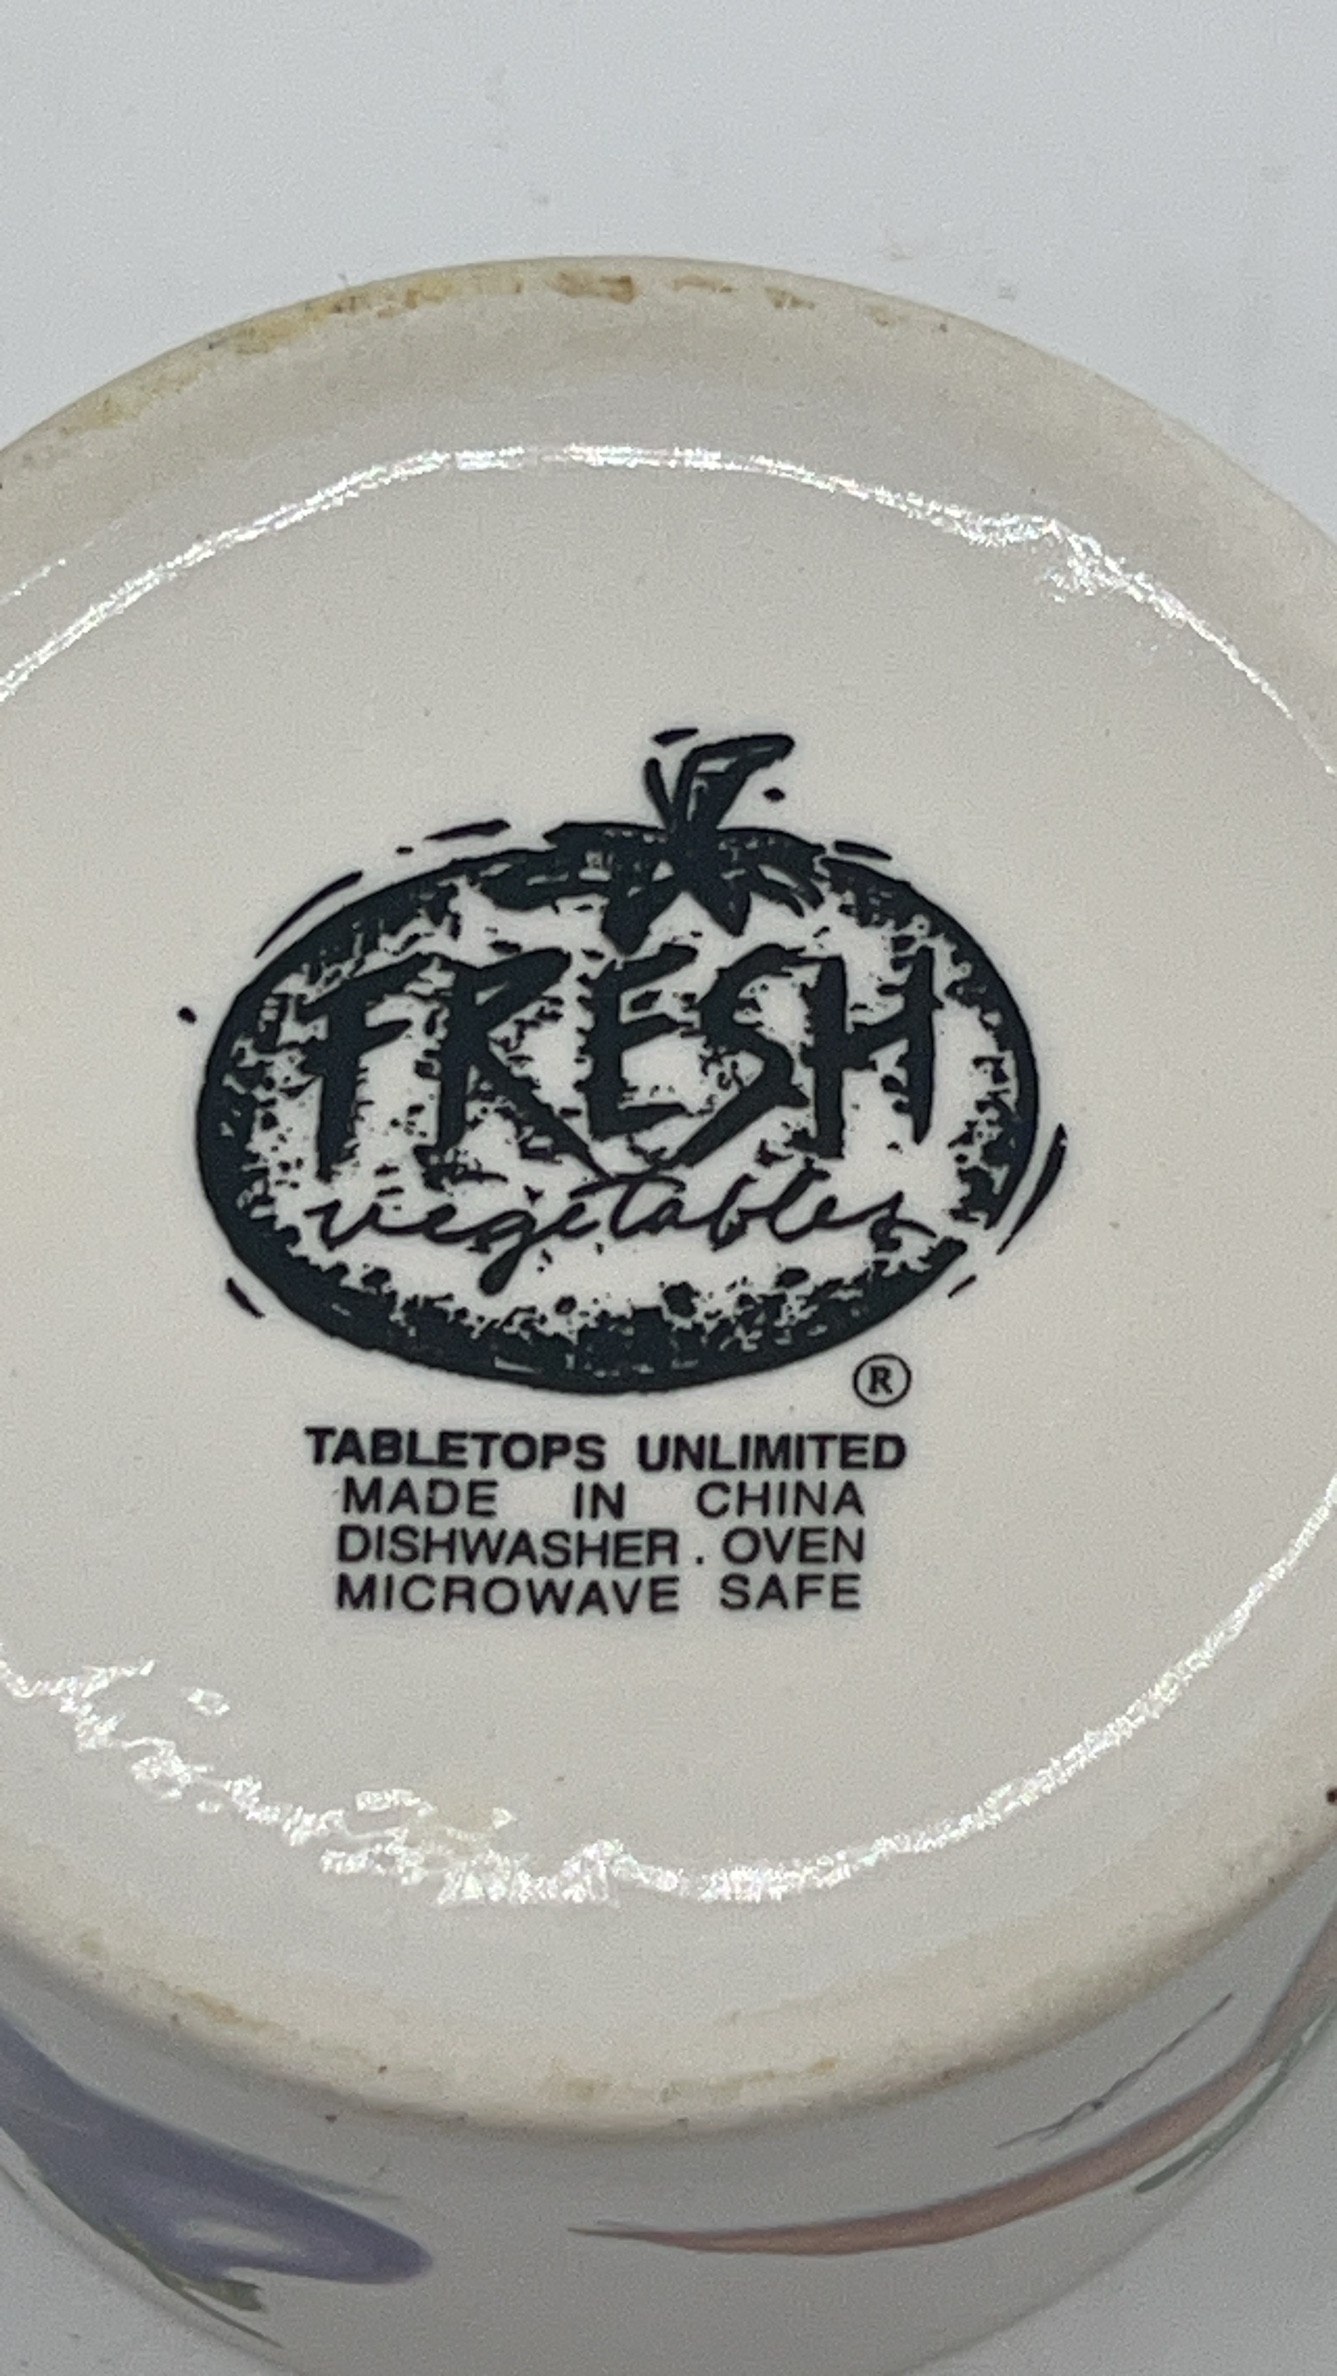 FRESH
vegetables
®
TABLETOPS UNLIMITED
MADE IN CHINA
DISHWASHER . OVEN
MICROWAVE SAFE